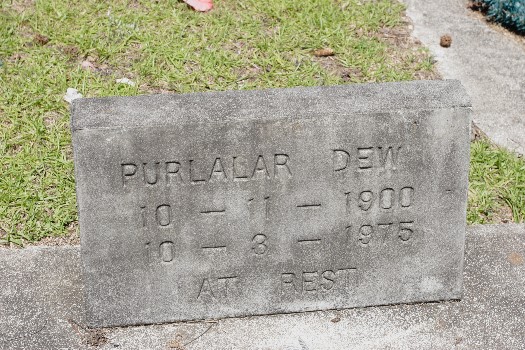 PURLALAR DEW
10 – 11 – 1900
10 – 3 – 1975
AT REST